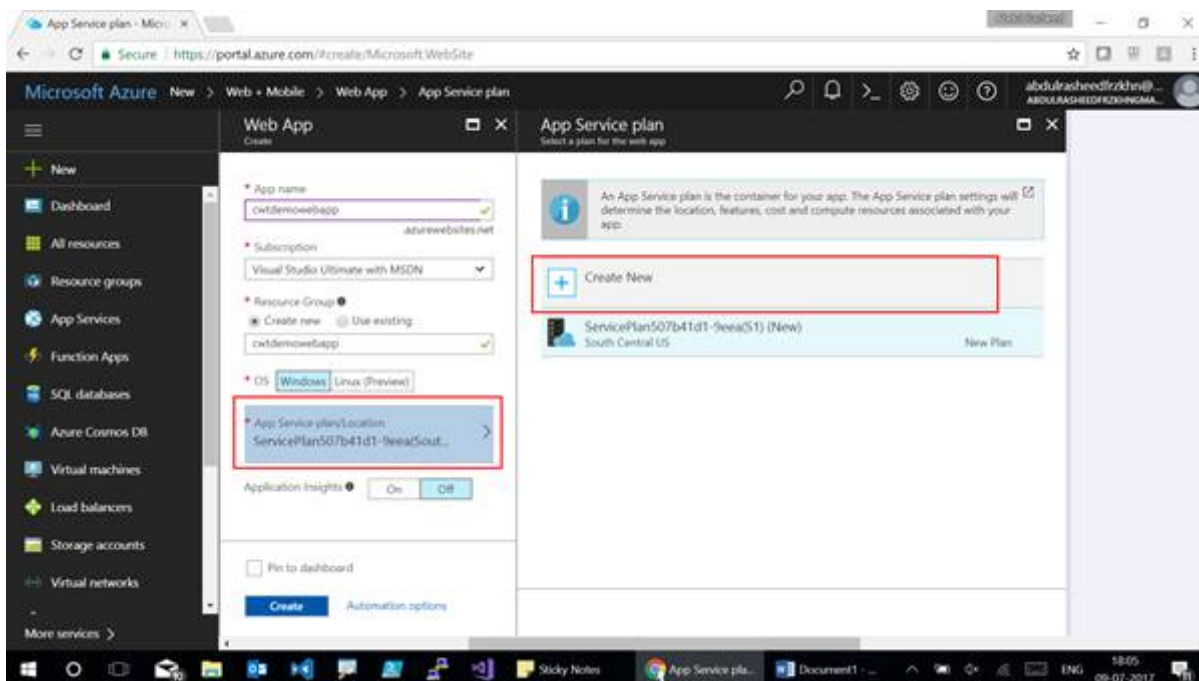 App Service plan - Micro
Secure https://portal.azure.com/#create/Microsoft.WebSite
Microsoft Azure New > Web + Mobile > Web App > App Service plan
abdulrasheedfrzkhn@...
New
Dashboard
All resources
Resource groups
App Services
Function Apps
SQL databases
Azure Cosmos DB
Virtual machines
Load balancers
Storage accounts
Virtual networks
More services >
Web App
Create
* App name
cwtdemowebapp
.azurewebsites.net
* Subscription
Visual Studio Ultimate with MSDN
* Resource Group
Create new Use existing
cwtdemowebapp
* OS Windows Linux (Preview)
* App Service plan/Location
ServicePlan507b41d1-9eea(Sout...
Application Insights On Off
Pin to dashboard
Create Automation options
App Service plan
Select a plan for the web app
An App Service plan is the container for your app. The App Service plan settings will
determine the location, features, cost and compute resources associated with your
app.
Create New
ServicePlan507b41d1-9eea(S1) (New)
South Central US New Plan
Sticky Notes App Service pla... Document1 - ... ENG 18:05
09-07-2017